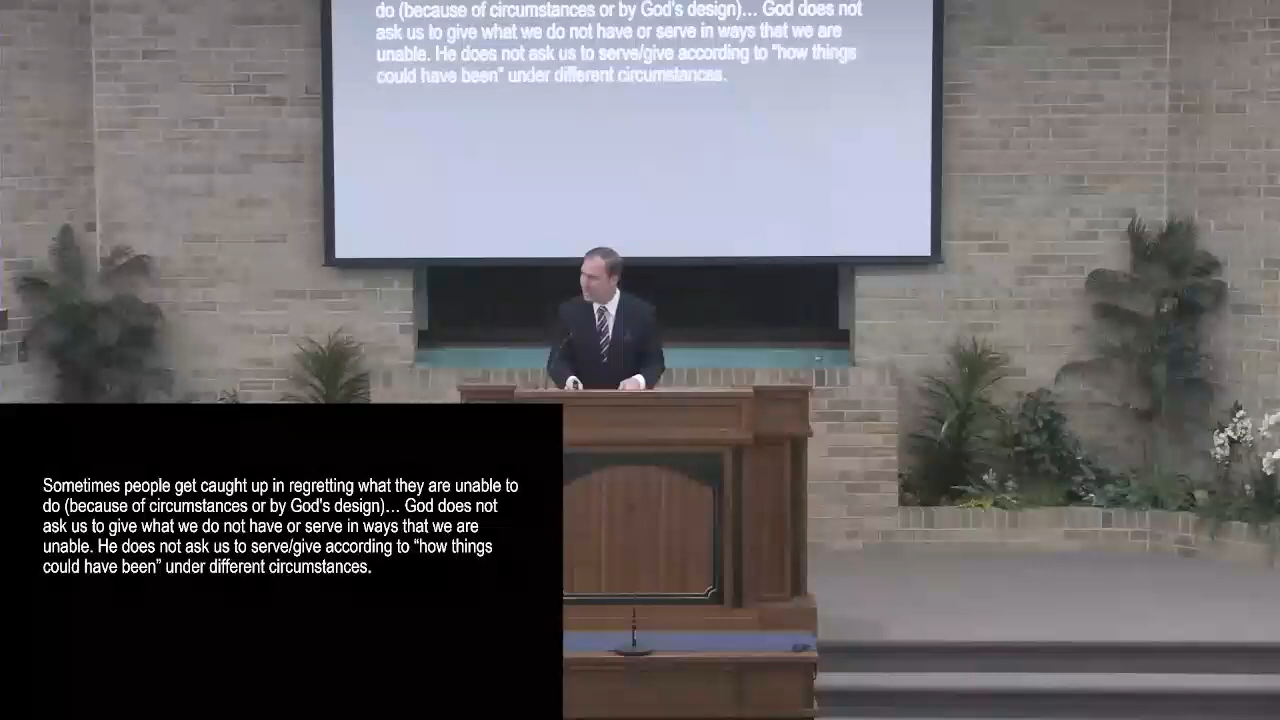 do (because of circumstances or by God's design)... God does not
ask us to give what we do not have or serve in ways that we are
unable. He does not ask us to serve/give according to "how things
could have been" under different circumstances.
Sometimes people get caught up in regretting what they are unable to
do (because of circumstances or by God's design)... God does not
ask us to give what we do not have or serve in ways that we are
unable. He does not ask us to serve/give according to “how things
could have been” under different circumstances.